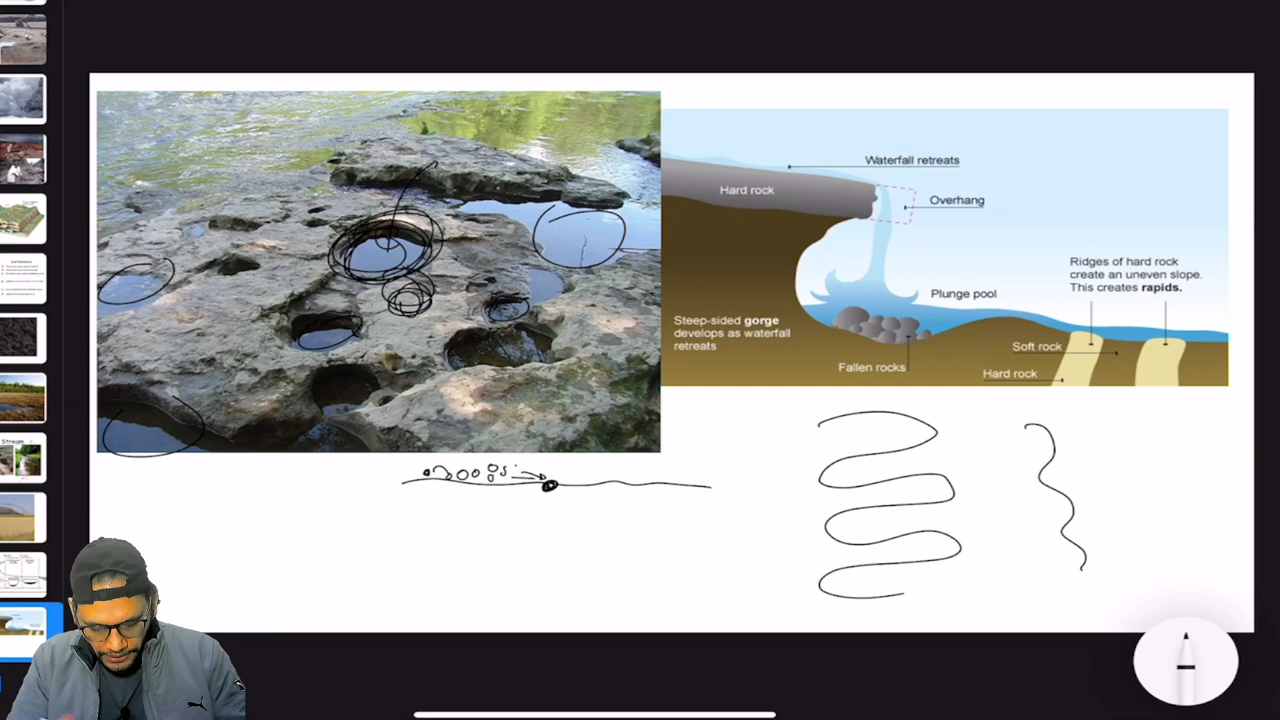 Waterfall retreats
Hard rock
Overhang
Ridges of hard rock
create an uneven slope.
This creates rapids.
Plunge pool
Steep-sided gorge
develops as waterfall
retreats
Soft rock
Fallen rocks
Hard rock
Stream